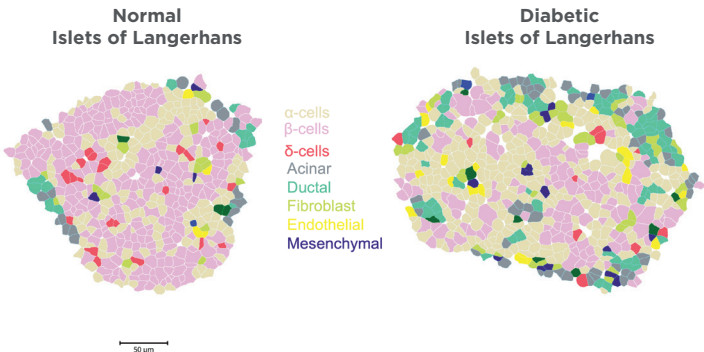 Normal
Islets of Langerhans
Diabetic
Islets of Langerhans
α-cells
β-cells
δ-cells
Acinar
Ductal
Fibroblast
Endothelial
Mesenchymal
50 µm